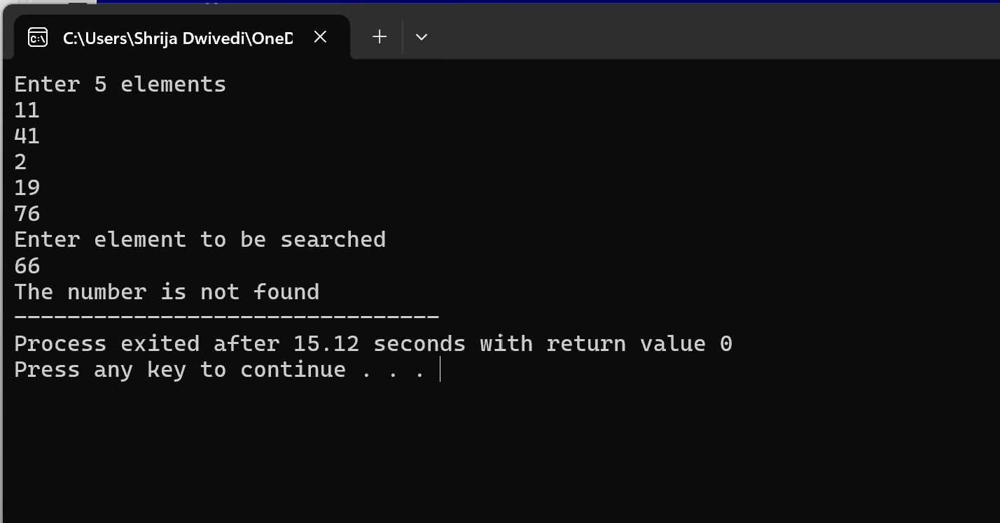 C:\Users\Shrija Dwivedi\OneD
Enter 5 elements
11
41
2
19
76
Enter element to be searched
66
The number is not found
--------------------------------
Process exited after 15.12 seconds with return value 0
Press any key to continue . . .